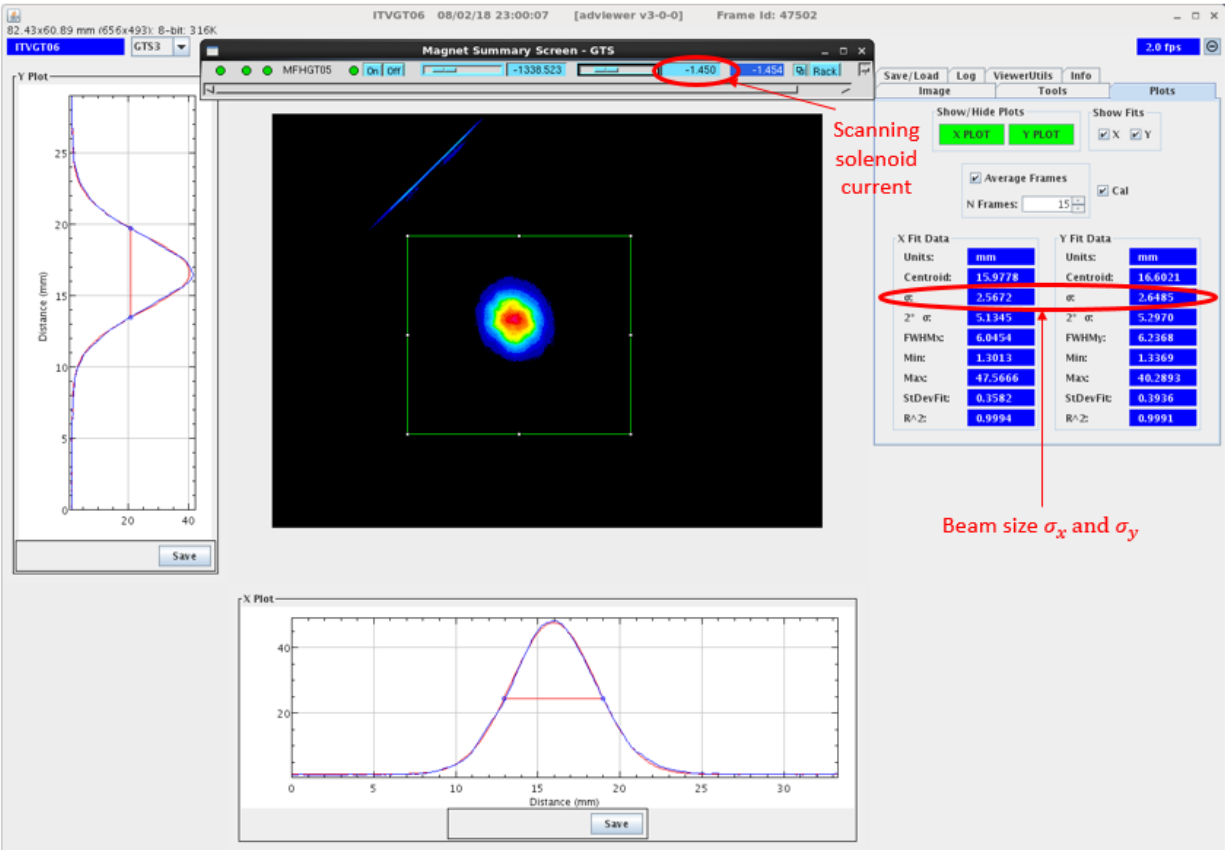 ITVGT06 08/02/18 23:00:07 [adviewer v3-0-0] Frame Id: 47502
82.43x60.89 mm (656x493): 8-bit: 316K
ITVGT06 GTS3
2.0 fps
Magnet Summary Screen - GTS
MFHGT05 On Off -1338.523 -1.450 -1.454 Rack
Scanning
solenoid
current
Save/Load Log ViewerUtils Info
Image Tools Plots
Show/Hide Plots Show Fits
X PLOT Y PLOT X Y
Average Frames
N Frames: 15
Cal
X Fit Data Y Fit Data
Units: mm Units: mm
Centroid: 15.9778 Centroid: 16.6021
σ: 2.5672 σ: 2.6485
2* σ: 5.1345 5.2970
FWHMx: 6.0454 FWHMy: 6.2368
Min: 1.3013 Min: 1.3369
Max: 47.5666 Max: 40.2893
StDevFit: 0.3582 StDevFit: 0.3936
R^2: 0.9994 R^2: 0.9991
Beam size σx and σy
Y Plot
25
20
15
10
5
0
Distance (mm)
20 40
Save
X Plot
40
20
0 5 10 15 20 25 30
Distance (mm)
Save